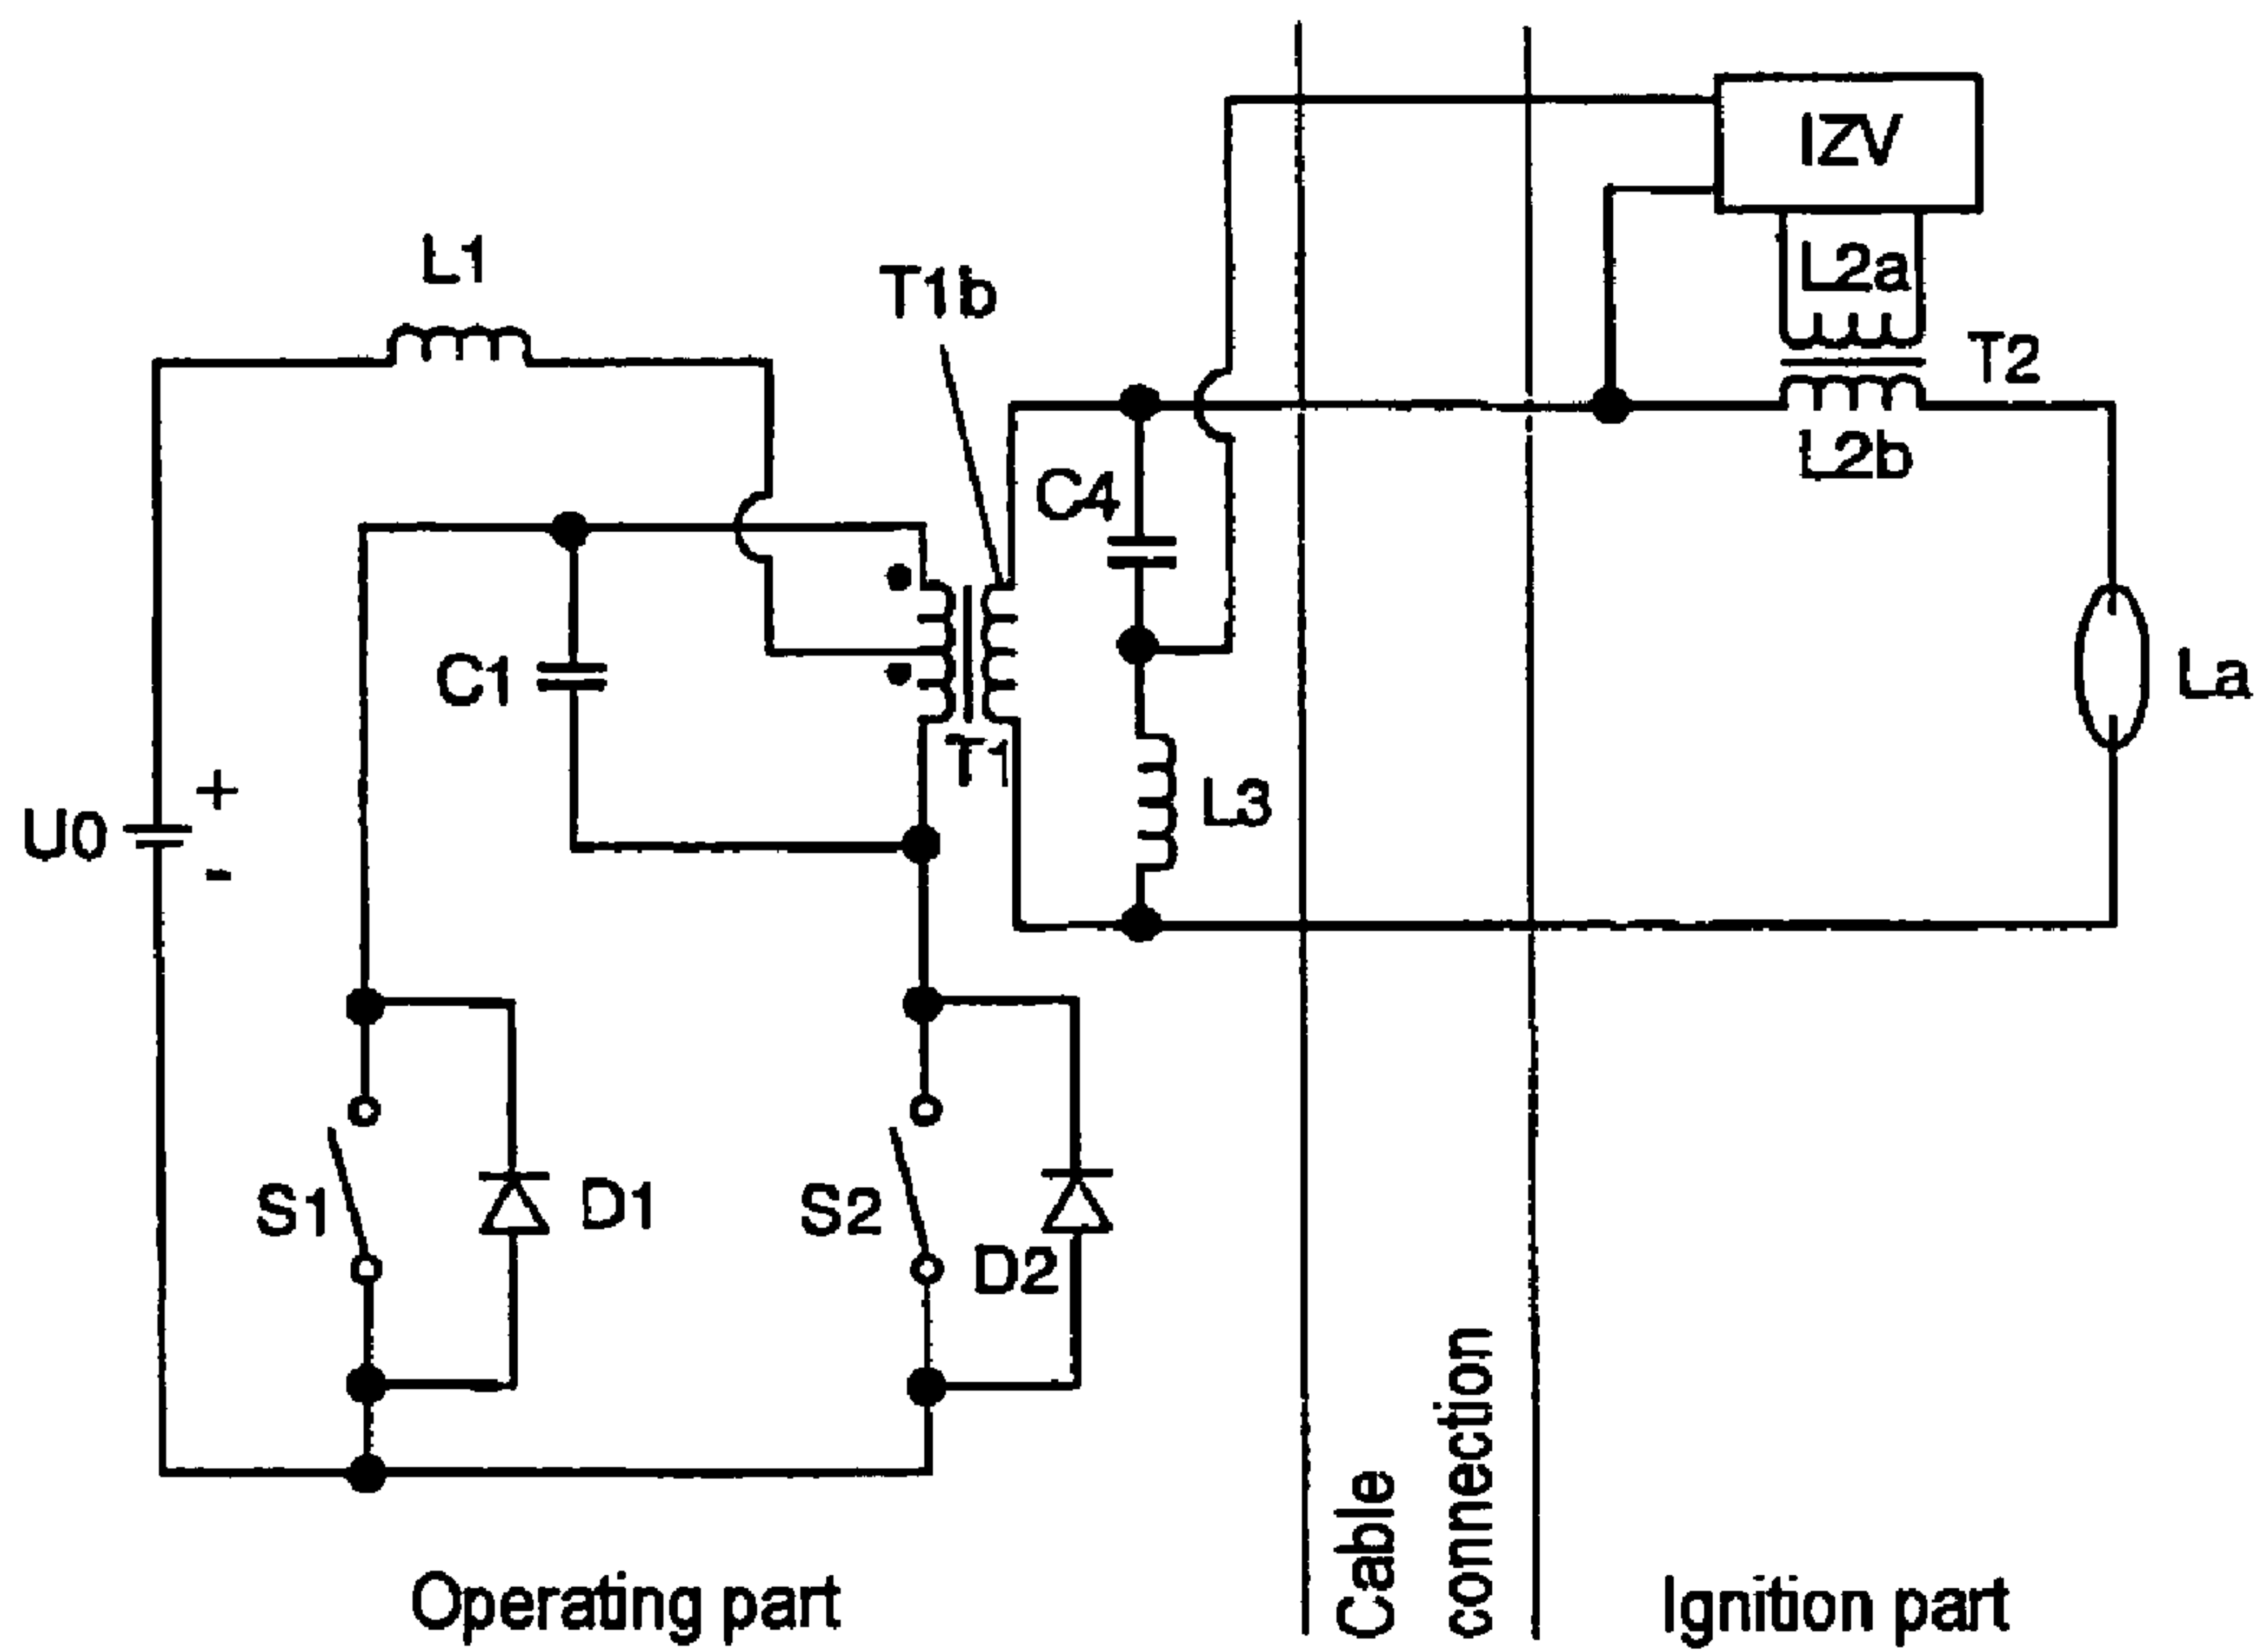 IZV
L2a
L1
T1b
T2
C4
L2b
C1
La
T1
L3
+
U0
-
S1
D1
S2
D2
Cable
connection
Operating part
Ignition part